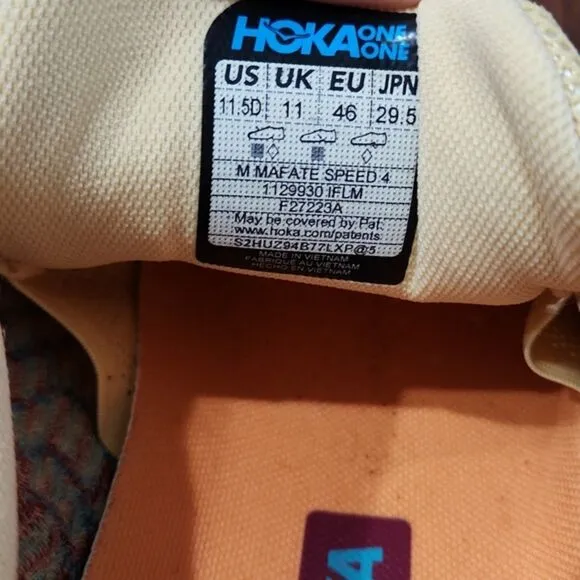 HOKA ONE ONE
US UK EU JPN
11.5D 11 46 29.5
M MAFATE SPEED 4
1129930 IFLM
F27223A
May be covered by Pat.
www.hoka.com/patents
S2HUZ94B77LXP@5
MADE IN VIETNAM
FABRIQUÉ AU VIETNAM
HECHO EN VIETNAM
KA